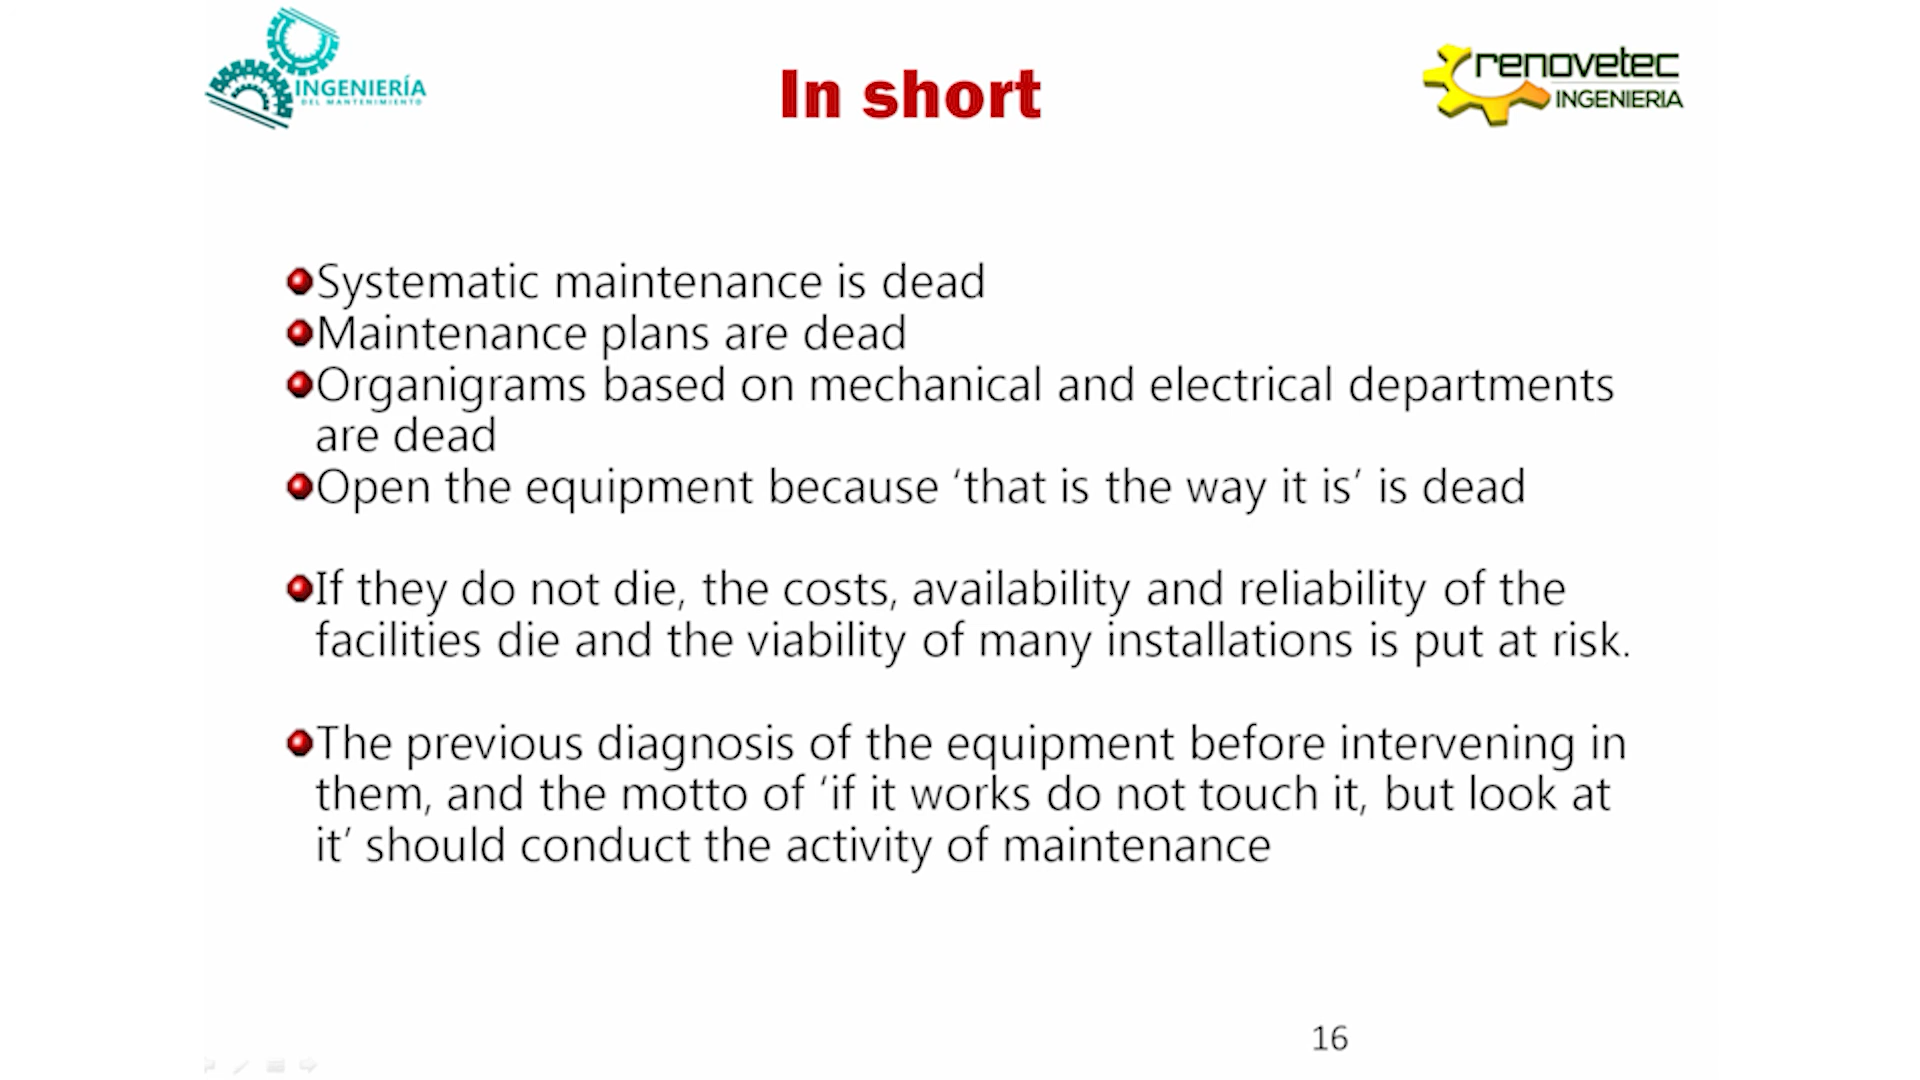 INGENIERÍA
DEL MANTENIMIENTO
In short
renovetec
INGENIERIA
Systematic maintenance is dead
Maintenance plans are dead
Organigrams based on mechanical and electrical departments
are dead
Open the equipment because ‘that is the way it is’ is dead
If they do not die, the costs, availability and reliability of the
facilities die and the viability of many installations is put at risk.
The previous diagnosis of the equipment before intervening in
them, and the motto of ‘if it works do not touch it, but look at
it’ should conduct the activity of maintenance
16